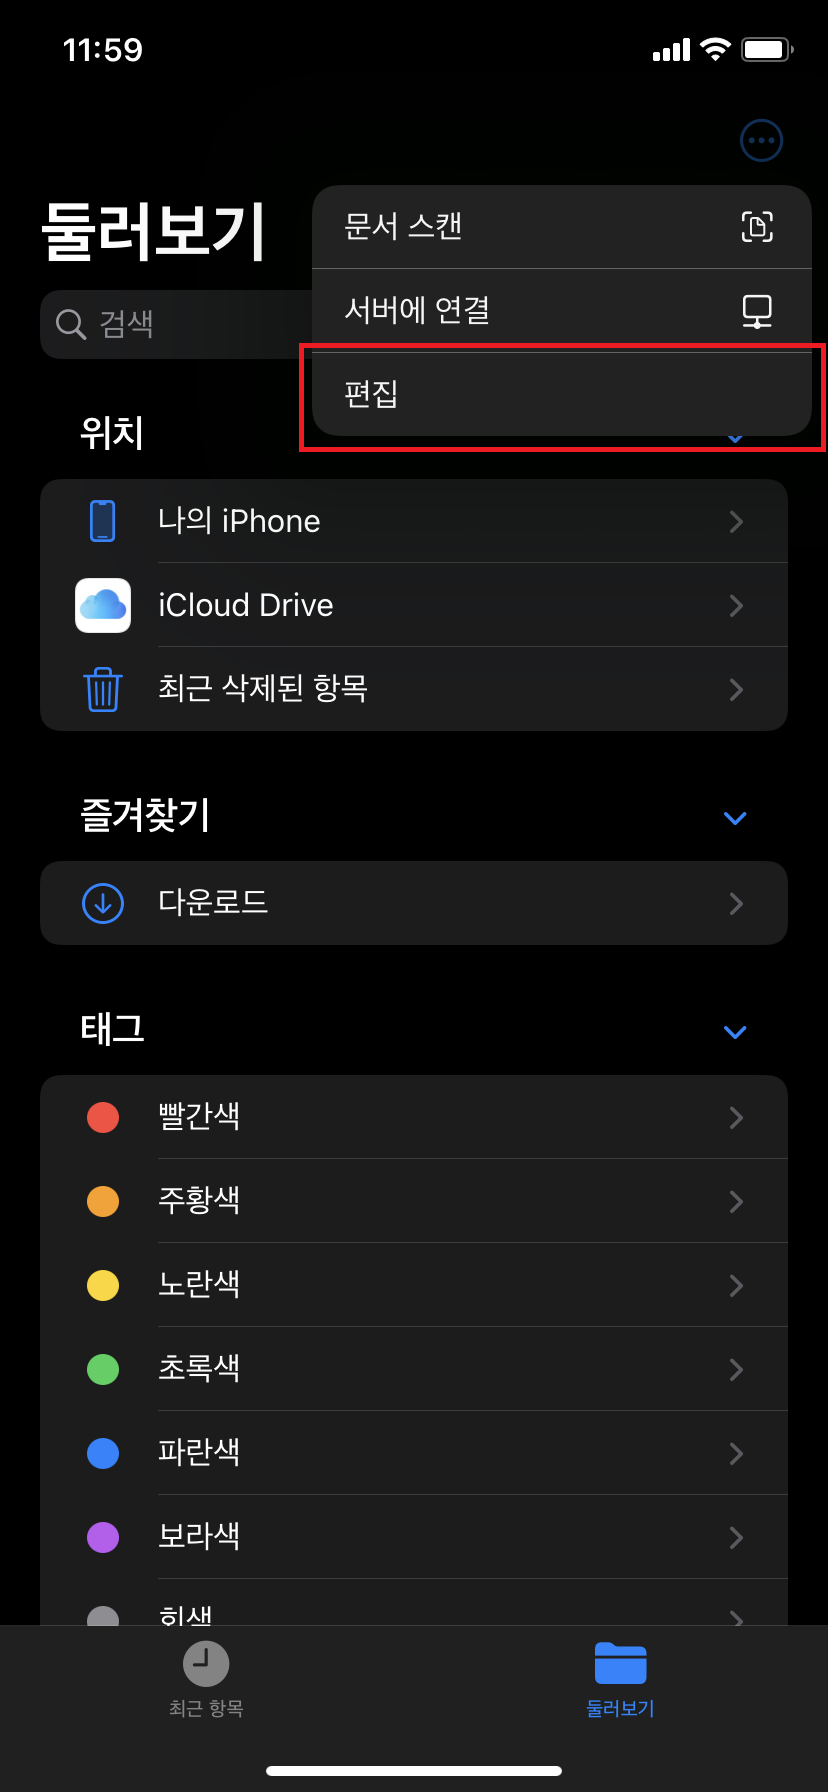 11:59
둘러보기
문서 스캔
검색
서버에 연결
편집
위치
나의 iPhone
iCloud Drive
최근 삭제된 항목
즐겨찾기
다운로드
태그
빨간색
주황색
노란색
초록색
파란색
보라색
회색
최근 항목
둘러보기